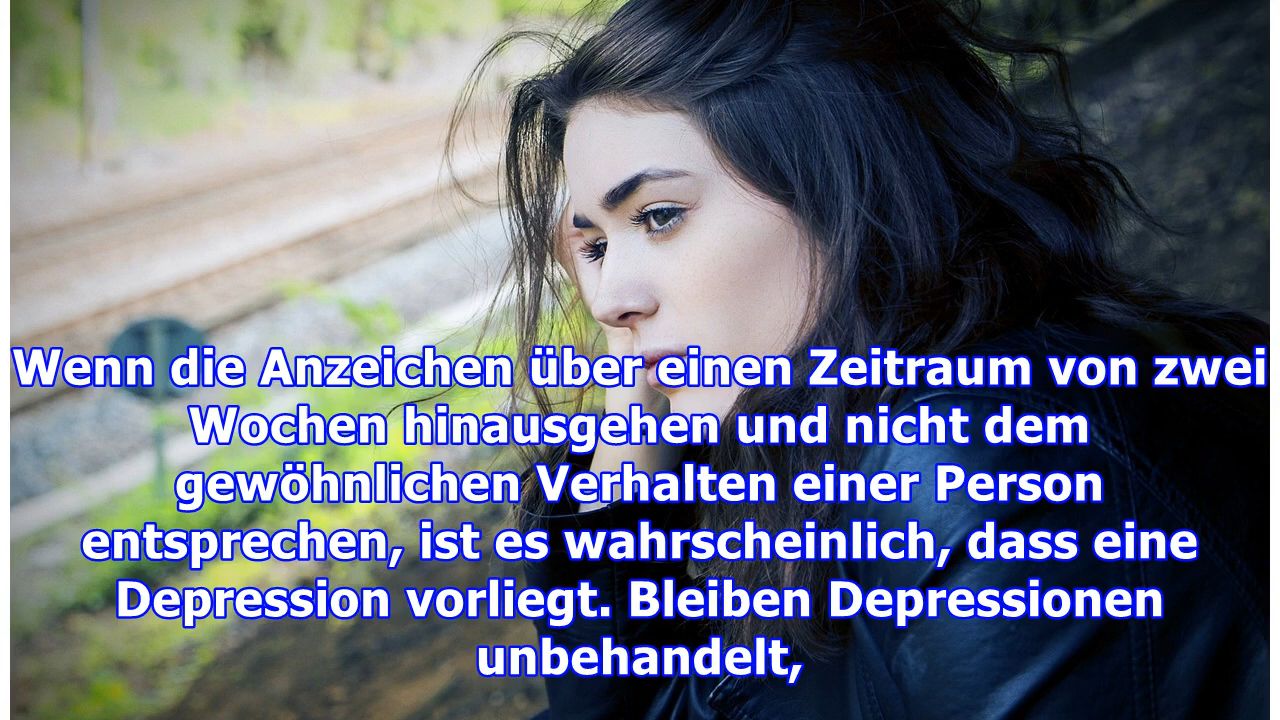 Wenn die Anzeichen über einen Zeitraum von zwei
Wochen hinausgehen und nicht dem
gewöhnlichen Verhalten einer Person
entsprechen, ist es wahrscheinlich, dass eine
Depression vorliegt. Bleiben Depressionen
unbehandelt,